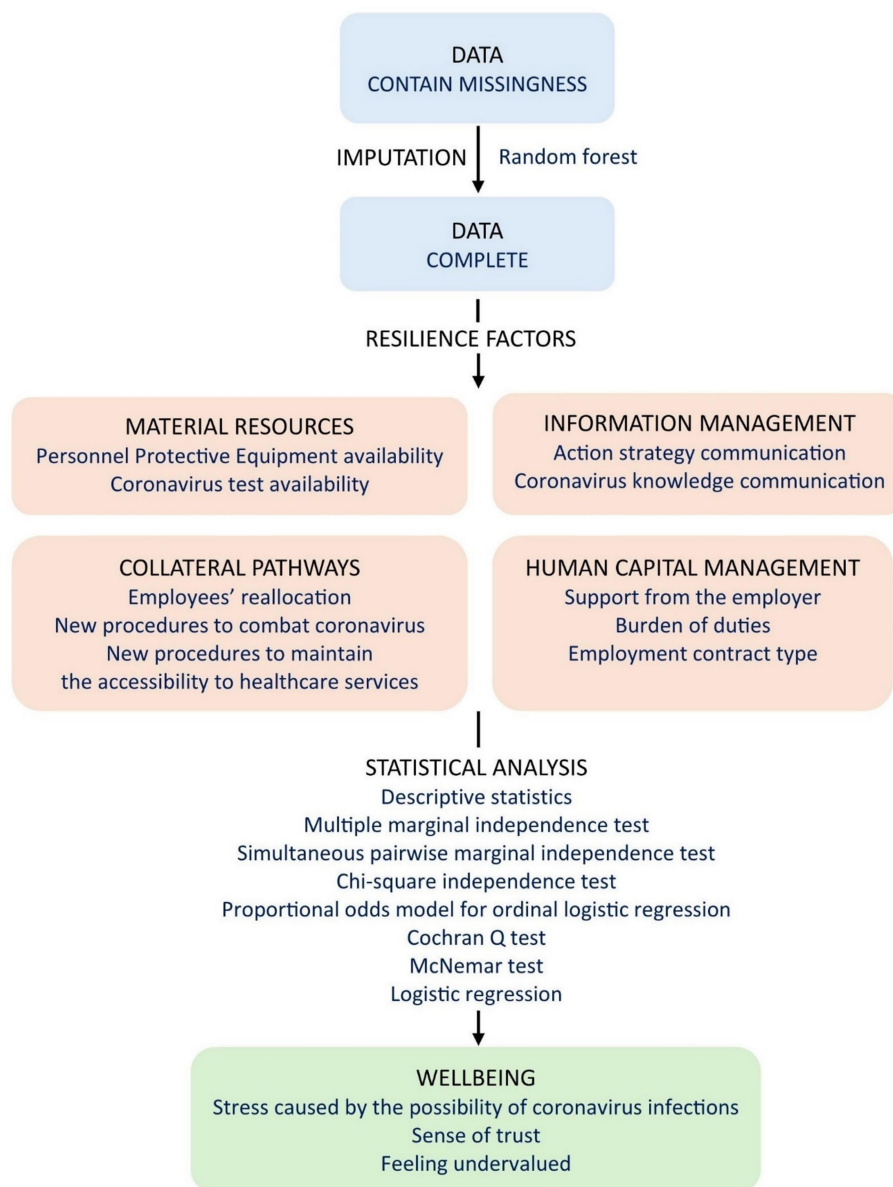 DATA
CONTAIN MISSINGNESS
IMPUTATION
Random forest
DATA
COMPLETE
RESILIENCE FACTORS
MATERIAL RESOURCES
Personnel Protective Equipment availability
Coronavirus test availability
INFORMATION MANAGEMENT
Action strategy communication
Coronavirus knowledge communication
COLLATERAL PATHWAYS
Employees’ reallocation
New procedures to combat coronavirus
New procedures to maintain
the accessibility to healthcare services
HUMAN CAPITAL MANAGEMENT
Support from the employer
Burden of duties
Employment contract type
STATISTICAL ANALYSIS
Descriptive statistics
Multiple marginal independence test
Simultaneous pairwise marginal independence test
Chi-square independence test
Proportional odds model for ordinal logistic regression
Cochran Q test
McNemar test
Logistic regression
WELLBEING
Stress caused by the possibility of coronavirus infections
Sense of trust
Feeling undervalued